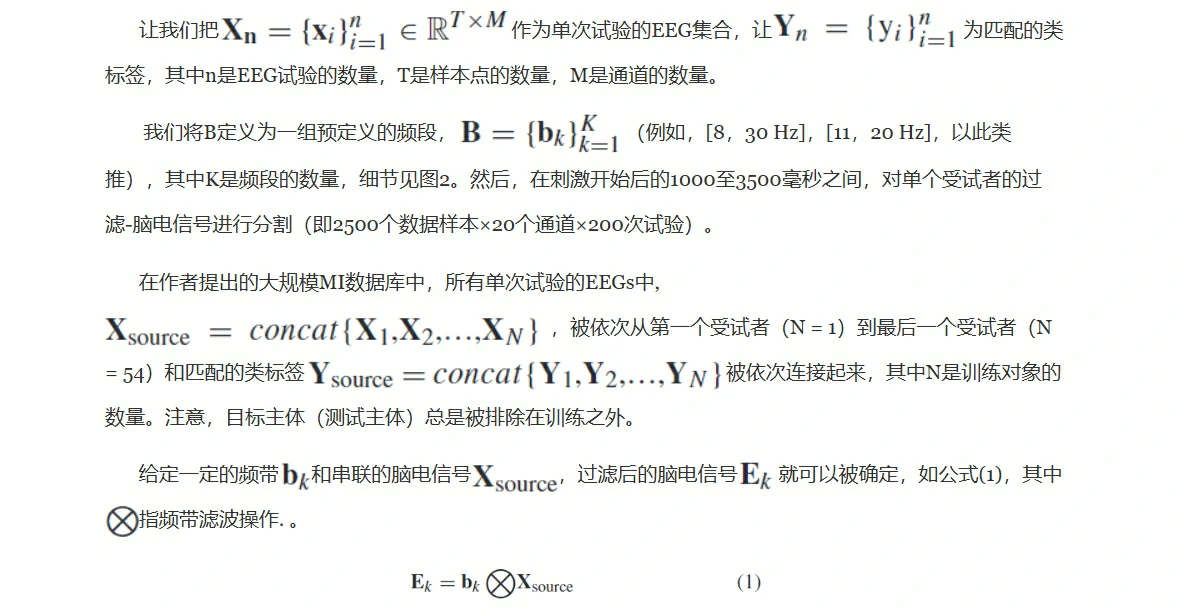 让我们把 $\mathbf{X_n} = \{\mathbf{x}_i\}_{i=1}^{n} \in \mathbb{R}^{T \times M}$ 作为单次试验的EEG集合，让 $\mathbf{Y}_n = \{\mathrm{y}_i\}_{i=1}^{n}$ 为匹配的类
标签，其中n是EEG试验的数量，T是样本点的数量，M是通道的数量。
我们将B定义为一组预定义的频段， $\mathbf{B} = \{\mathbf{b}_k\}_{k=1}^{K}$ （例如，[8，30 Hz]，[11，20 Hz]，以此类
推），其中K是频段的数量，细节见图2。然后，在刺激开始后的1000至3500毫秒之间，对单个受试者的过
滤-脑电信号进行分割（即2500个数据样本×20个通道×200次试验）。
在作者提出的大规模MI数据库中，所有单次试验的EEGs中,
$\mathbf{X}_{\text{source}} = concat\{\mathbf{X}_1,\mathbf{X}_2,\ldots,\mathbf{X}_N\}$ ，被依次从第一个受试者（N = 1）到最后一个受试者（N
= 54）和匹配的类标签 $\mathbf{Y}_{\text{source}} = concat\{\mathbf{Y}_1,\mathbf{Y}_2,\ldots,\mathbf{Y}_N\}$ 被依次连接起来，其中N是训练对象的
数量。注意，目标主体（测试主体）总是被排除在训练之外。
给定一定的频带 $\mathbf{b}_k$ 和串联的脑电信号 $\mathbf{X}_{\text{source}}$，过滤后的脑电信号 $\mathbf{E}_k$ 就可以被确定，如公式(1)，其中
⨂指频带滤波操作. 。
$\mathbf{E}_k = \mathbf{b}_k \bigotimes \mathbf{X}_{\text{source}}$ (1)